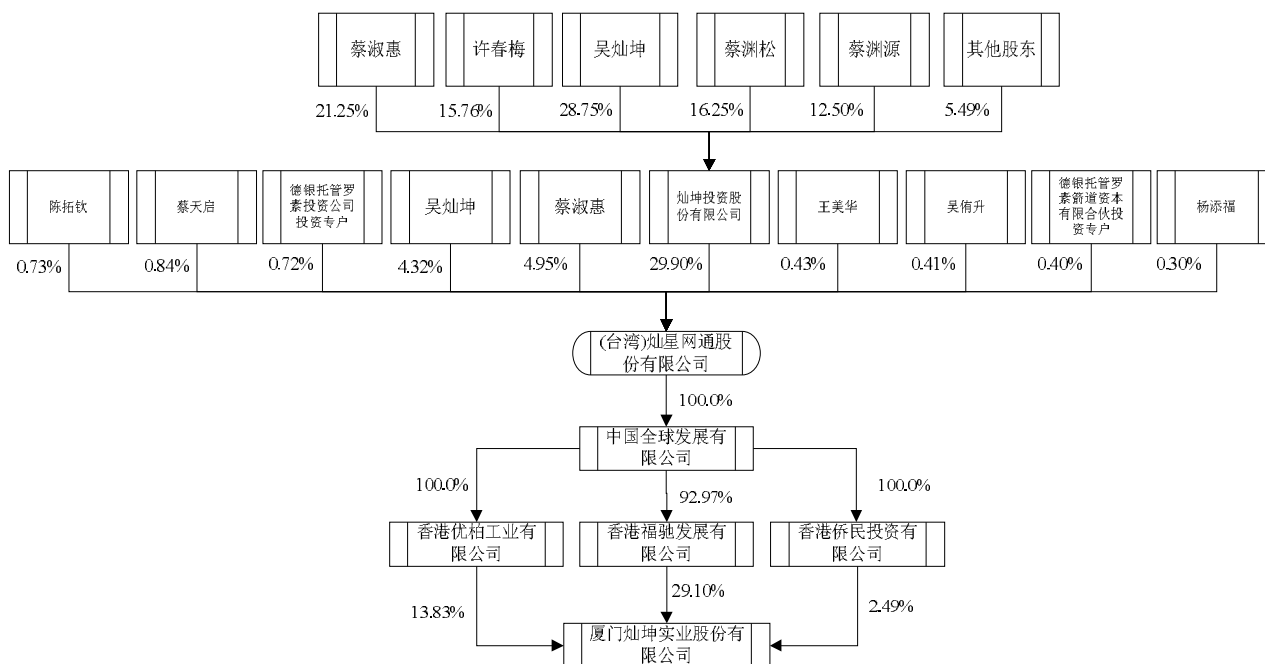 蔡淑惠
许春梅
吴灿坤
蔡渊松
蔡渊源
其他股东
21.25%
15.76%
28.75%
16.25%
12.50%
5.49%
陈拓钦
蔡天启
德银托管罗
素投资公司
投资专户
吴灿坤
蔡淑惠
灿坤投资股
份有限公司
王美华
吴侑升
德银托管罗
素箭道资本
有限合伙投
资专户
杨添福
0.73%
0.84%
0.72%
4.32%
4.95%
29.90%
0.43%
0.41%
0.40%
0.30%
(台湾)灿星网通股
份有限公司
100.0%
中国全球发展有
限公司
100.0%
92.97%
100.0%
香港优柏工业有
限公司
香港福驰发展有
限公司
香港侨民投资有
限公司
13.83%
29.10%
2.49%
厦门灿坤实业股份有
限公司